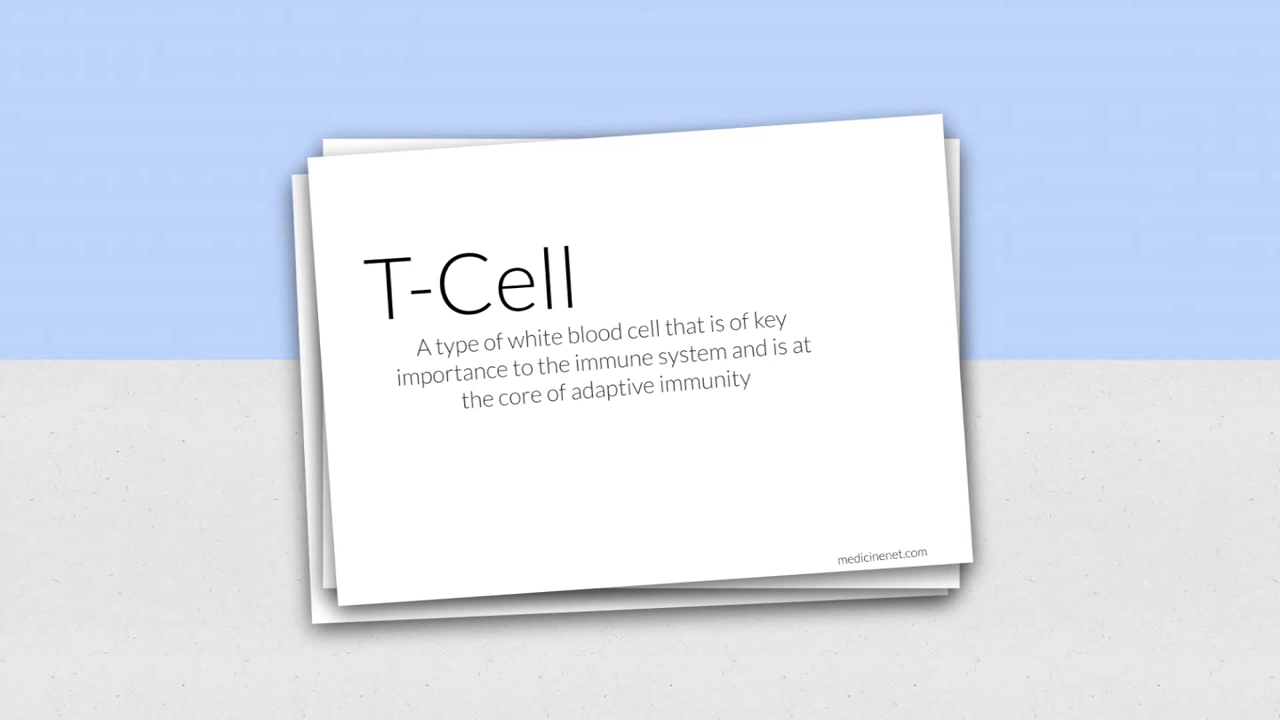 T-Cell
A type of white blood cell that is of key
importance to the immune system and is at
the core of adaptive immunity
medicinenet.com